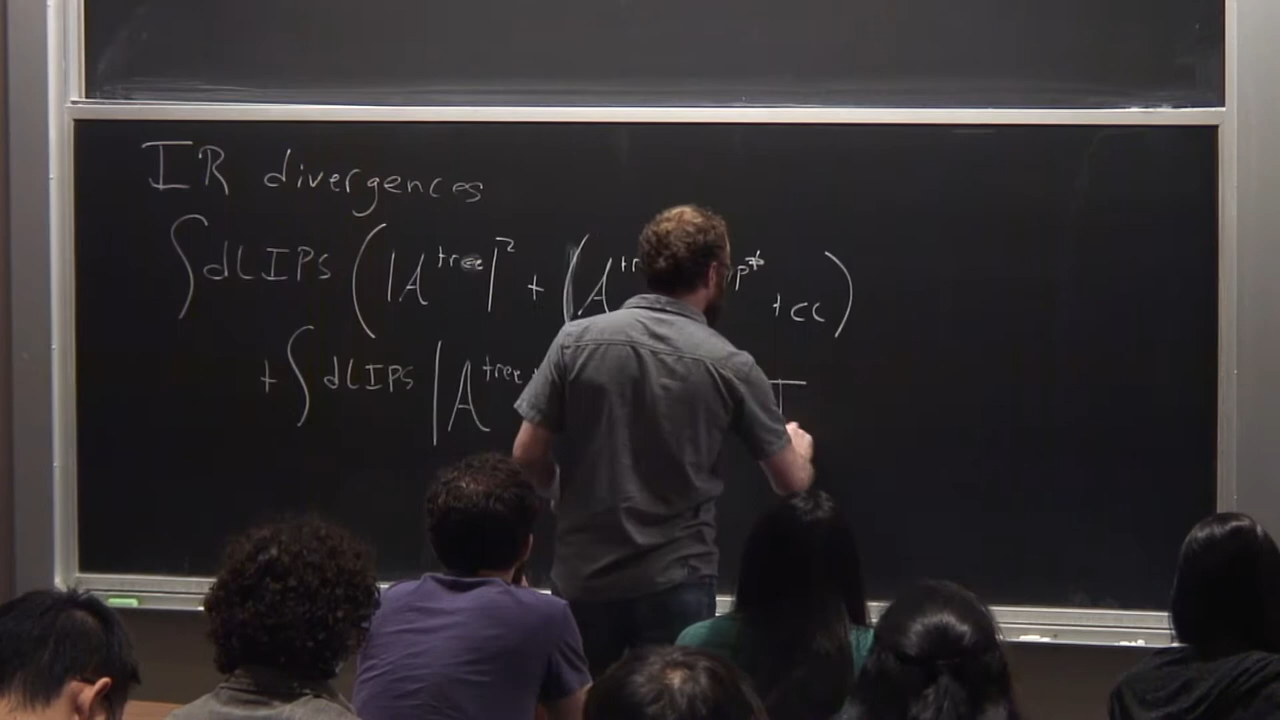 IR divergences
∫dLIPS (|A^tree|² + (A^tr p* + cc)
+ ∫dLIPS |A^tree